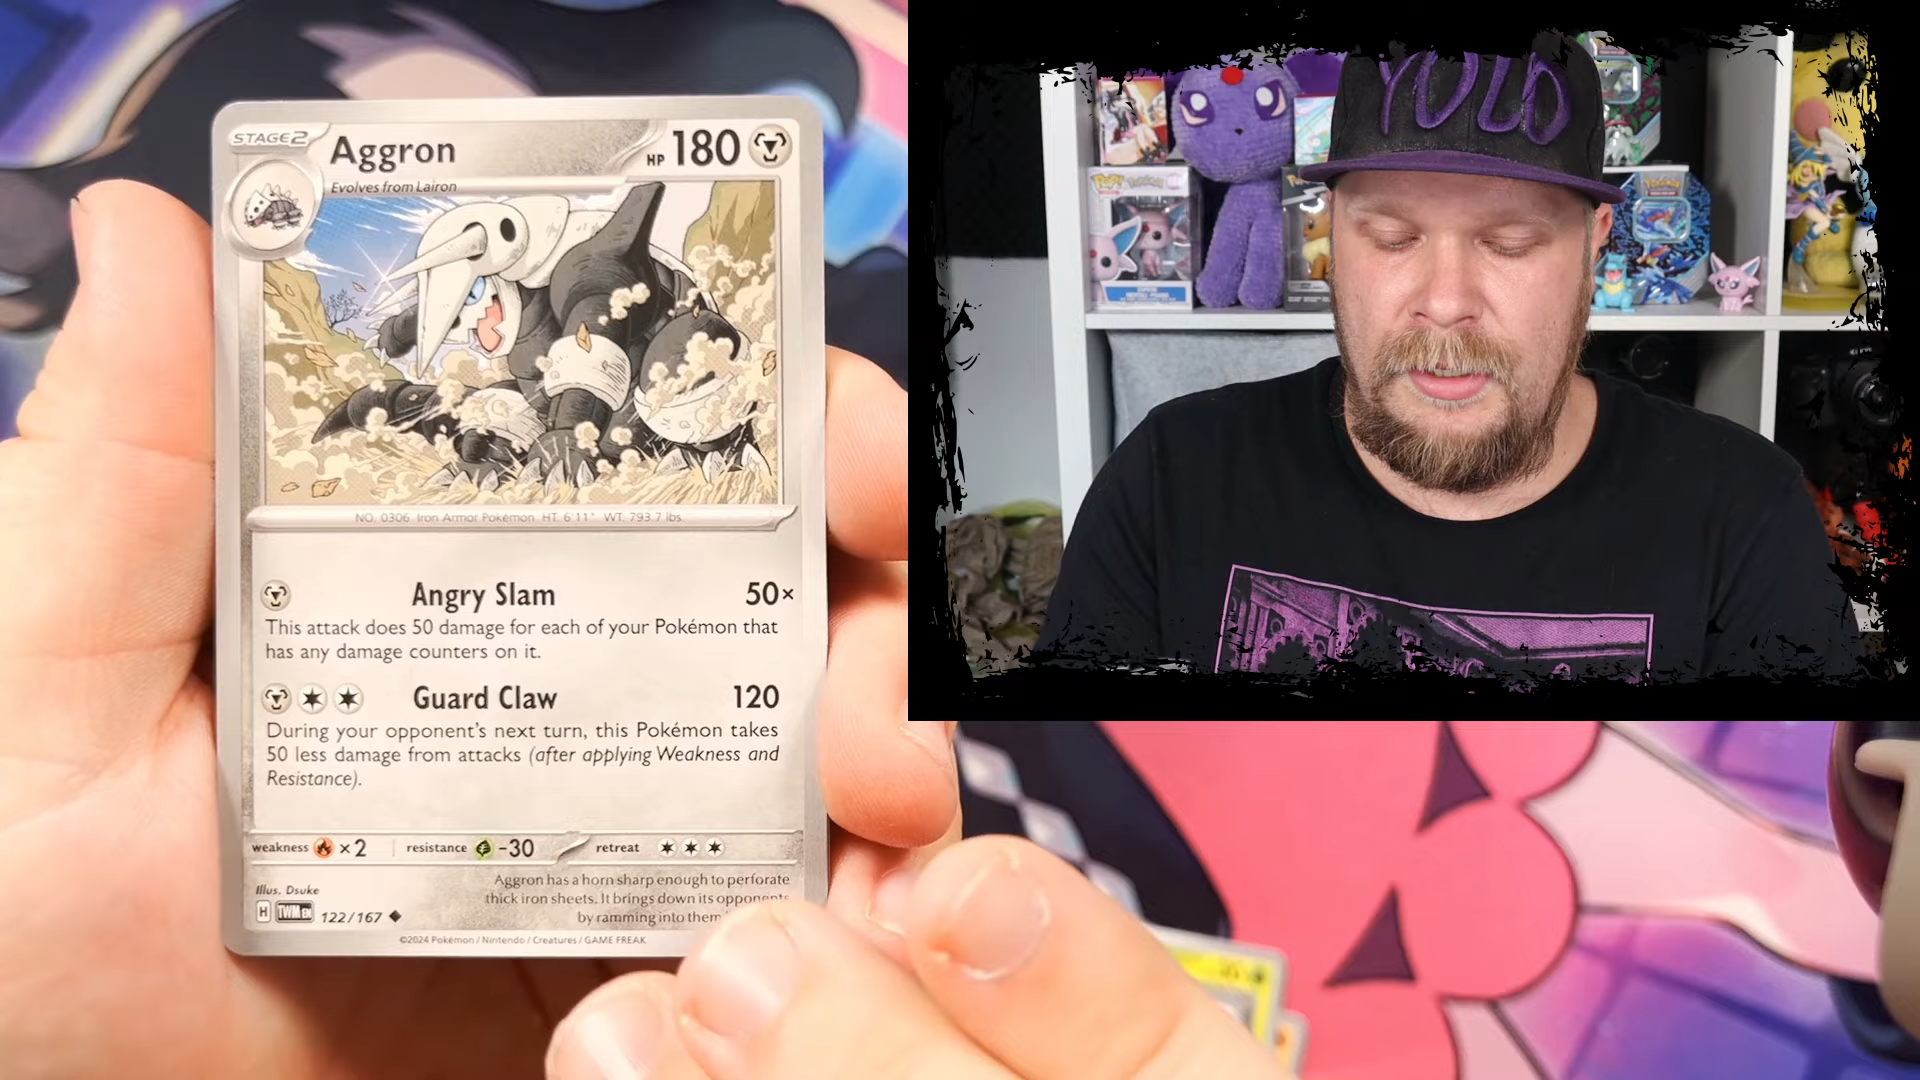 STAGE2
Aggron
HP 180
Evolves from Lairon
NO. 0306 Iron Armor Pokémon HT: 6'11" WT: 793.7 lbs.
Angry Slam 50×
This attack does 50 damage for each of your Pokémon that
has any damage counters on it.
Guard Claw 120
During your opponent's next turn, this Pokémon takes
50 less damage from attacks (after applying Weakness and
Resistance).
weakness ×2 resistance -30 retreat
Aggron has a horn sharp enough to perforate
thick iron sheets. It brings down its opponents
by ramming into them
Illus. Dsuke
H TWM EN 122/167
©2024 Pokémon / Nintendo / Creatures / GAME FREAK
YOLO
POP!